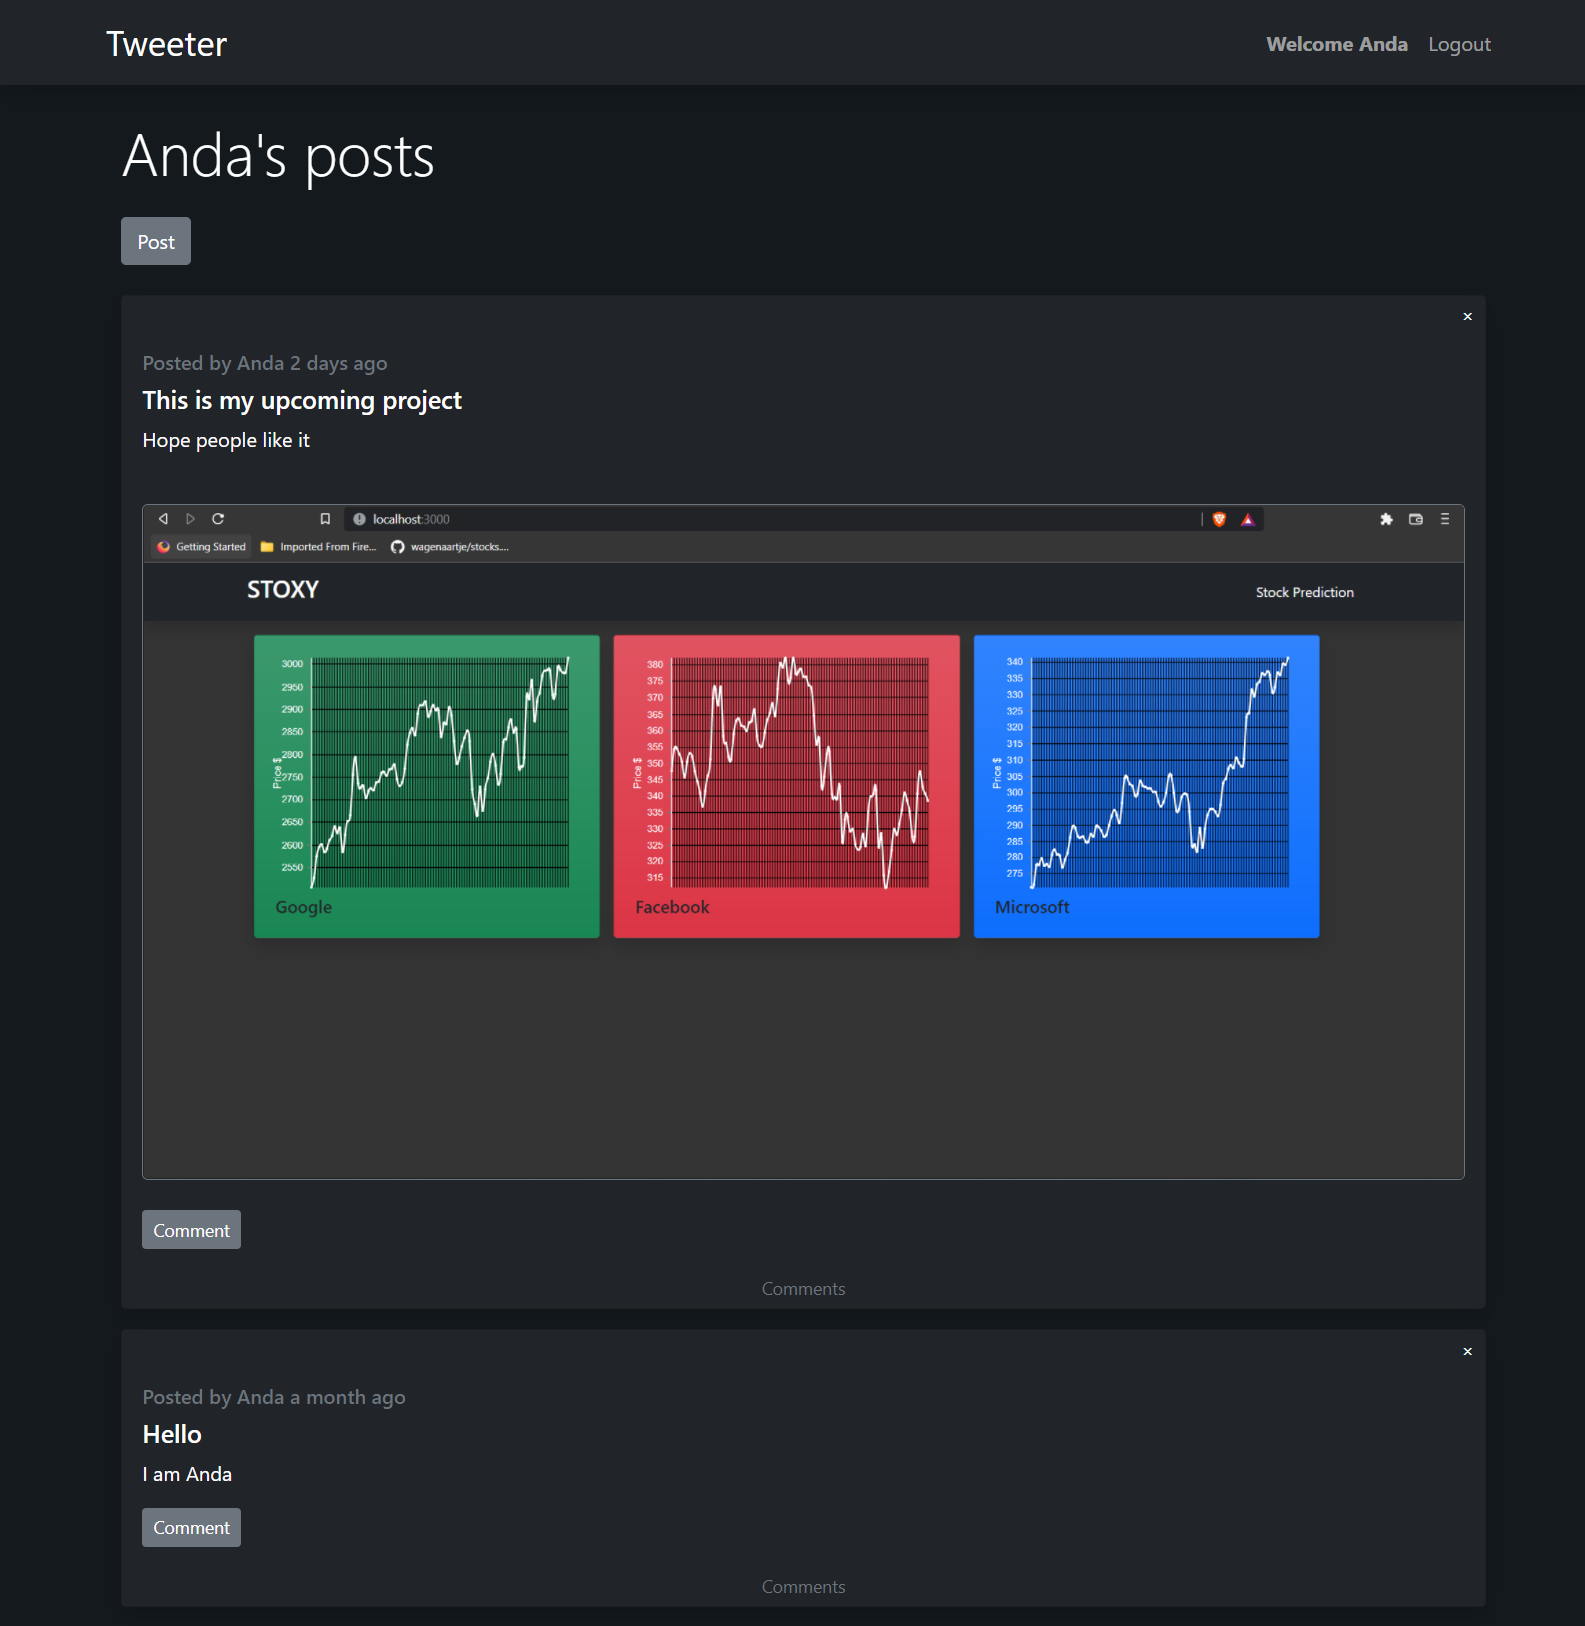 Tweeter
Welcome Anda Logout
Anda's posts
Post
×
Posted by Anda 2 days ago
This is my upcoming project
Hope people like it
localhost:3000
Getting Started Imported From Fire... wagenaartje/stocks....
STOXY
Stock Prediction
3000
2950
2900
2850
2800
2750
2700
2650
2600
2550
Price $
Google
380
375
370
365
360
355
350
345
340
335
330
325
320
315
Price $
Facebook
340
335
330
325
320
315
310
305
300
295
290
285
280
275
Price $
Microsoft
Comment
Comments
×
Posted by Anda a month ago
Hello
I am Anda
Comment
Comments